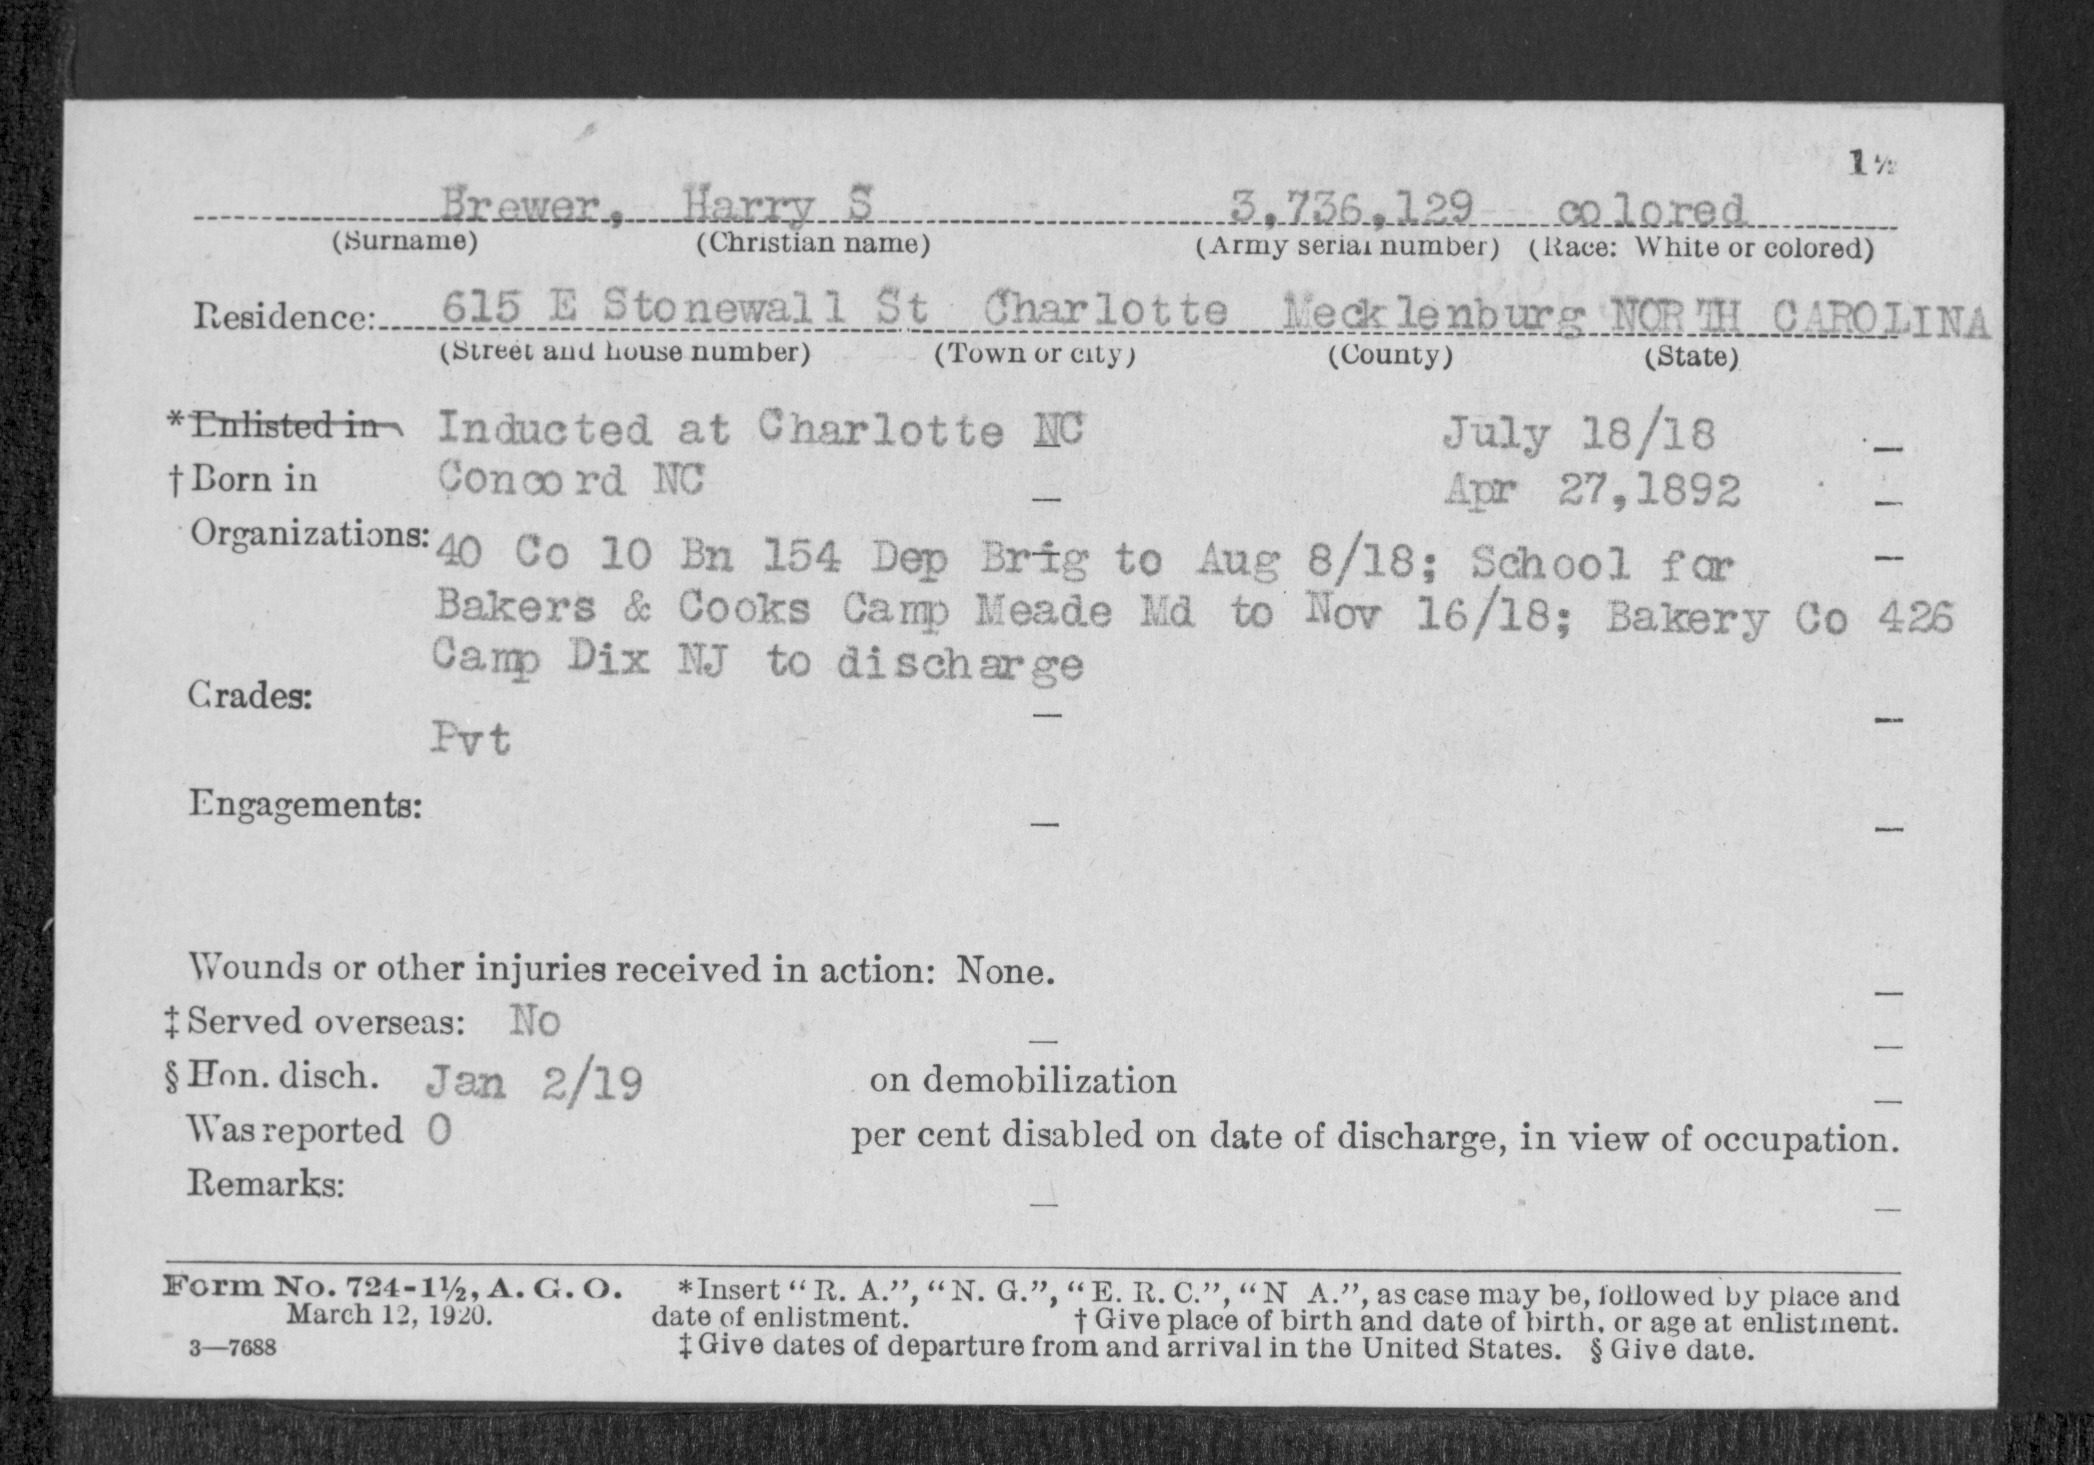 1½
Brewer, Harry S 3,736,129 colored
(Surname) (Christian name) (Army serial number) (Race: White or colored)
Residence: 615 E Stonewall St Charlotte Mecklenburg NORTH CAROLINA
(Street and house number) (Town or city) (County) (State)
*Enlisted in Inducted at Charlotte NC July 18/18 —
†Born in Concord NC — Apr 27,1892 —
Organizations: 40 Co 10 Bn 154 Dep Brig to Aug 8/18; School for —
Bakers & Cooks Camp Meade Md to Nov 16/18; Bakery Co 426
Camp Dix NJ to discharge
Grades: — —
Pvt
Engagements: — —
Wounds or other injuries received in action: None. —
‡Served overseas: No — —
§Hon. disch. Jan 2/19 on demobilization —
Was reported 0 per cent disabled on date of discharge, in view of occupation.
Remarks: — —
Form No. 724-1½, A. G. O. *Insert "R. A.", "N. G.", "E. R. C.", "N A.", as case may be, followed by place and
March 12, 1920. date of enlistment. †Give place of birth and date of birth, or age at enlistment.
3—7688 ‡Give dates of departure from and arrival in the United States. §Give date.